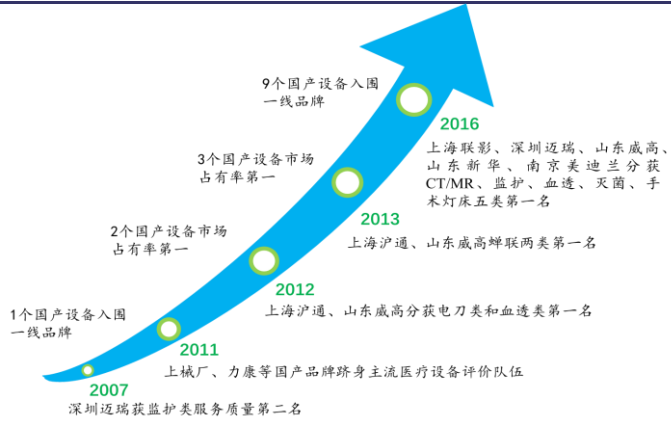 9个国产设备入围
一线品牌
2016
上海联影、深圳迈瑞、山东威高、
山东新华、南京美迪兰分获
CT/MR、监护、血透、灭菌、手
术灯床五类第一名
3个国产设备市场
占有率第一
2013
上海沪通、山东威高蝉联两类第一名
2个国产设备市场
占有率第一
2012
上海沪通、山东威高分获电刀类和血透类第一名
1个国产设备入围
一线品牌
2011
上械厂、力康等国产品牌跻身主流医疗设备评价队伍
2007
深圳迈瑞获监护类服务质量第二名